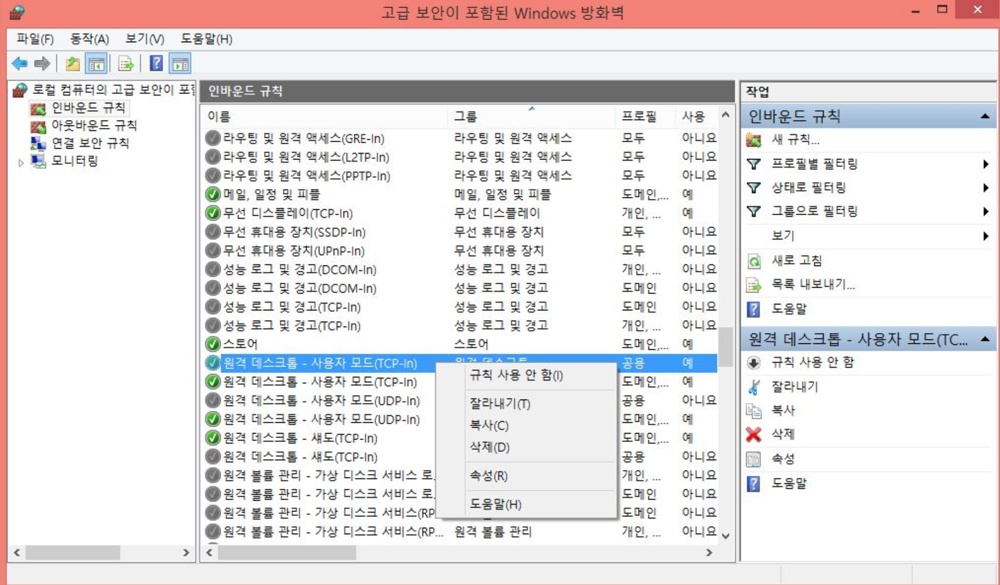 고급 보안이 포함된 Windows 방화벽
파일(F) 동작(A) 보기(V) 도움말(H)
로컬 컴퓨터의 고급 보안이
인바운드 규칙
아웃바운드 규칙
연결 보안 규칙
모니터링
인바운드 규칙
이름 그룹 프로필 사용
라우팅 및 원격 액세스(GRE-In) 라우팅 및 원격 액세스 모두 아니요
라우팅 및 원격 액세스(L2TP-In) 라우팅 및 원격 액세스 모두 아니요
라우팅 및 원격 액세스(PPTP-In) 라우팅 및 원격 액세스 모두 아니요
메일, 일정 및 피플 메일, 일정 및 피플 도메인,... 예
무선 디스플레이(TCP-In) 무선 디스플레이 개인, ... 예
무선 휴대용 장치(SSDP-In) 무선 휴대용 장치 모두 아니요
무선 휴대용 장치(UPnP-In) 무선 휴대용 장치 모두 아니요
성능 로그 및 경고(DCOM-In) 성능 로그 및 경고 개인, ... 아니요
성능 로그 및 경고(DCOM-In) 성능 로그 및 경고 도메인 아니요
성능 로그 및 경고(TCP-In) 성능 로그 및 경고 도메인 아니요
성능 로그 및 경고(TCP-In) 성능 로그 및 경고 개인, ... 아니요
스토어 스토어 도메인,... 예
원격 데스크톱 - 사용자 모드(TCP-In) 공용 예
원격 데스크톱 - 사용자 모드(TCP-In) 도메인,... 예
원격 데스크톱 - 사용자 모드(UDP-In) 공용 아니요
원격 데스크톱 - 사용자 모드(UDP-In) 도메인,... 예
원격 데스크톱 - 섀도(TCP-In) 도메인,... 예
원격 데스크톱 - 섀도(TCP-In) 공용 아니요
원격 볼륨 관리 - 가상 디스크 서비스 로 개인, ... 아니요
원격 볼륨 관리 - 가상 디스크 서비스 로 도메인 아니요
원격 볼륨 관리 - 가상 디스크 서비스(RP 도메인 아니요
원격 볼륨 관리 - 가상 디스크 서비스(RP... 원격 볼륨 관리 개인, ... 아니요
규칙 사용 안 함(I)
잘라내기(T)
복사(C)
삭제(D)
속성(R)
도움말(H)
작업
인바운드 규칙
새 규칙...
프로필별 필터링
상태로 필터링
그룹으로 필터링
보기
새로 고침
목록 내보내기...
도움말
원격 데스크톱 - 사용자 모드(TC...
규칙 사용 안 함
잘라내기
복사
삭제
속성
도움말